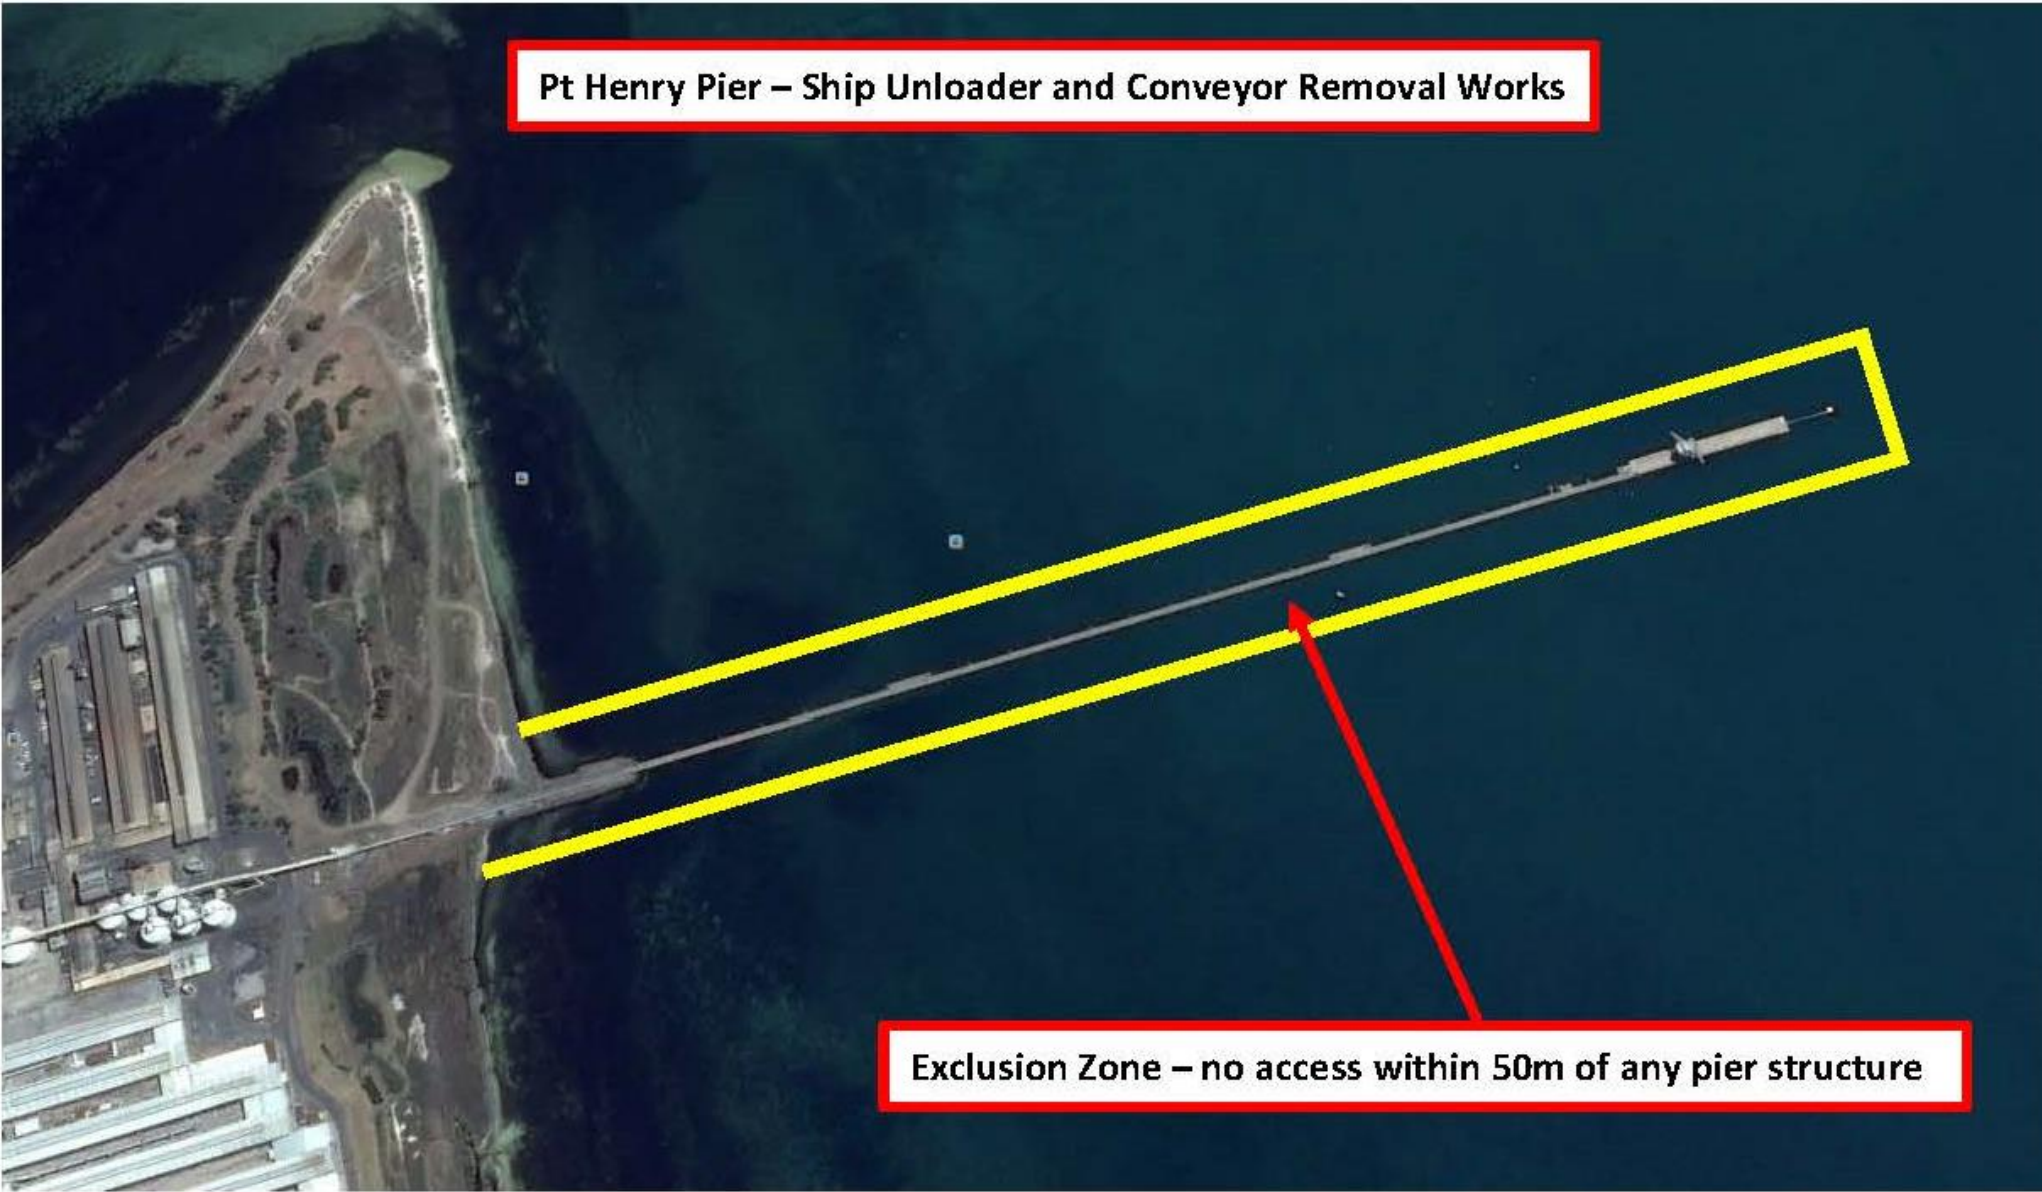 Pt Henry Pier – Ship Unloader and Conveyor Removal Works
Exclusion Zone – no access within 50m of any pier structure